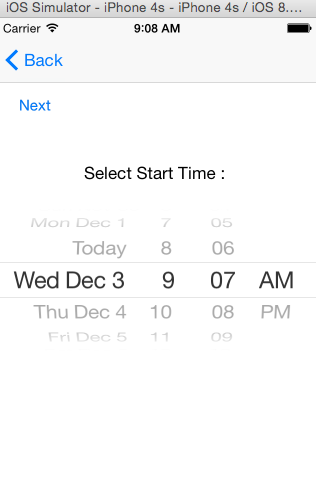 iOS Simulator - iPhone 4s - iPhone 4s / iOS 8....
Carrier 9:08 AM
Back
Next
Select Start Time :
Mon Dec 1 7 05
Today 8 06
Wed Dec 3 9 07 AM
Thu Dec 4 10 08 PM
Fri Dec 5 11 09